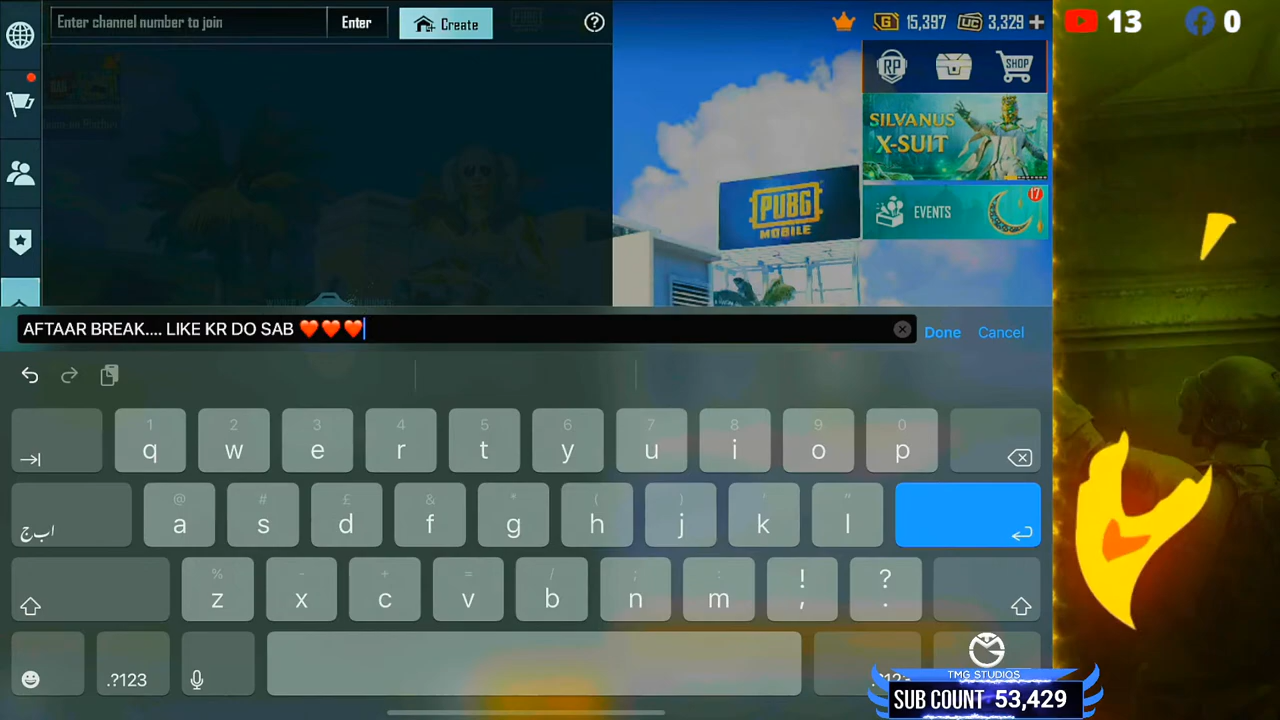 Enter channel number to join
Enter
Create
?
G 15,397
UC 3,329 +
13
0
RP
SHOP
SILVANUS
X-SUIT
17
EVENTS
PUBG
MOBILE
AFTAAR BREAK.... LIKE KR DO SAB ❤️❤️❤️
Done
Cancel
1 2 3 4 5 6 7 8 9 0
q w e r t y u i o p
@ # £ & * ( ) ' "
ا ب ج
a s d f g h j k l
% - + = / ; :
z x c v b n m ! , ? .
.?123
TMG STUDIOS
SUB COUNT 53,429